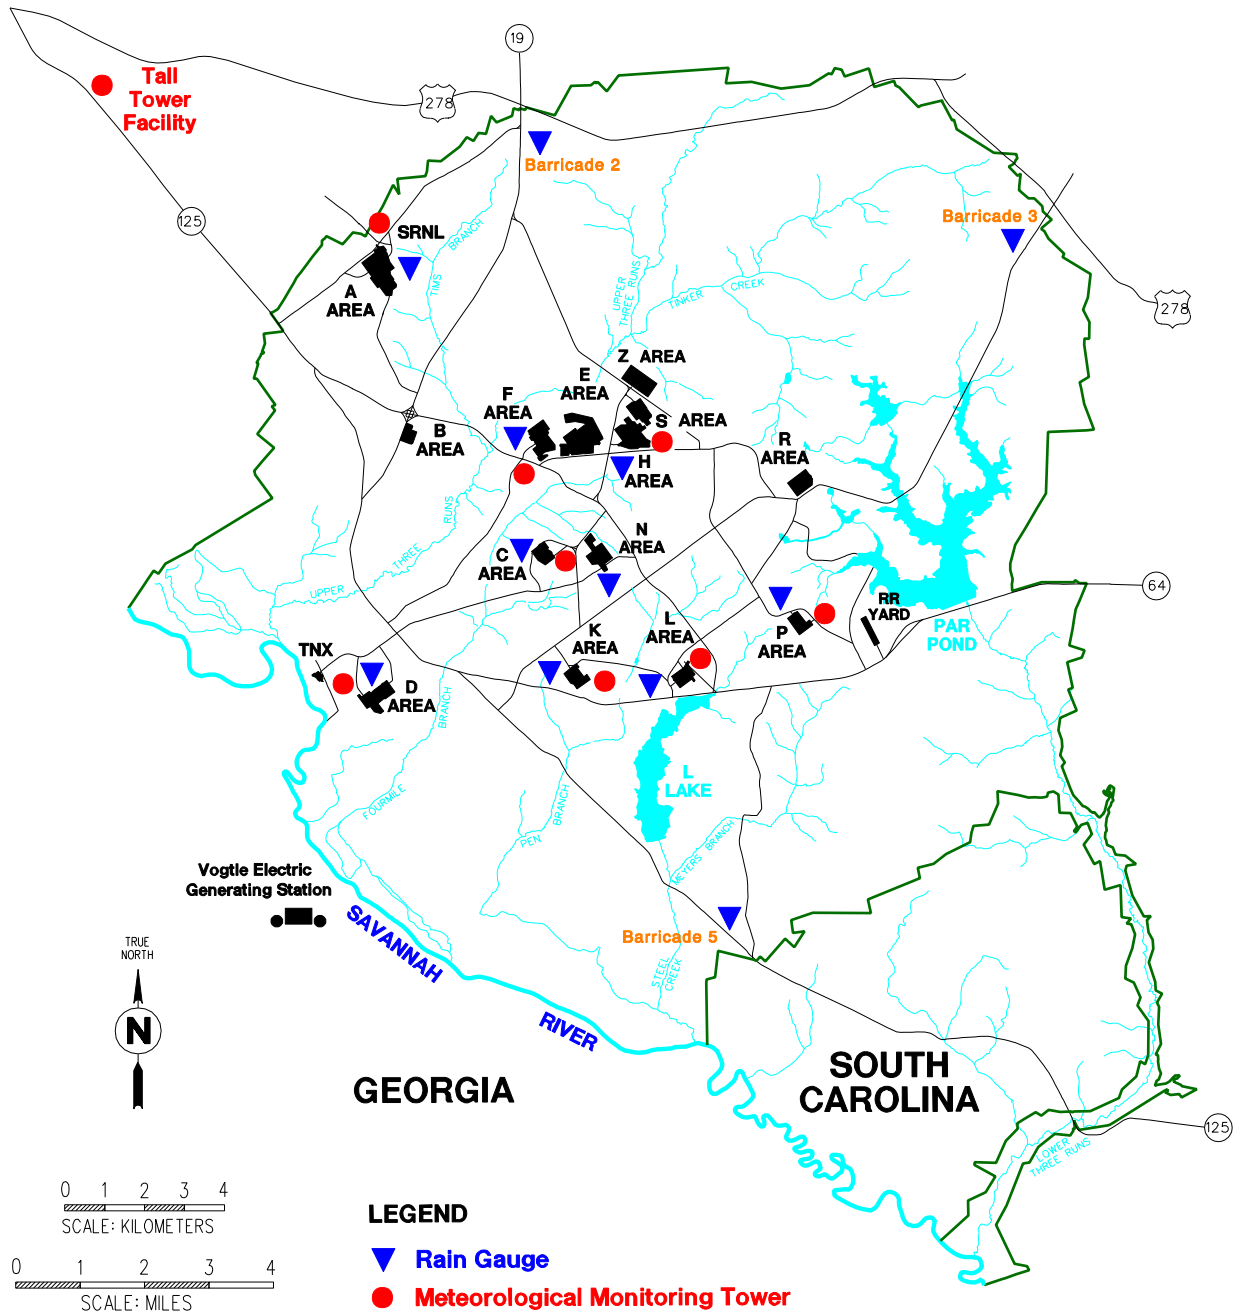 19
Tall
Tower
Facility
278
Barricade 2
125
SRNL
BRANCH
TIMS
Barricade 3
A
AREA
UPPER
THREE RUNS
TINKER
CREEK
278
Z AREA
E
AREA
F
AREA
S AREA
B
AREA
R
AREA
H
AREA
RUNS
THREE
UPPER
N
AREA
C
AREA
64
RR
YARD
P
AREA
PAR
POND
K
AREA
L
AREA
TNX
D
AREA
BRANCH
L
LAKE
FOURMILE
PEN
BRANCH
MEYERS BRANCH
Vogtle Electric
Generating Station
SAVANNAH
RIVER
Barricade 5
STEEL
CREEK
TRUE
NORTH
N
GEORGIA
SOUTH
CAROLINA
125
LOWER
THREE RUNS
0 1 2 3 4
SCALE: KILOMETERS
0 1 2 3 4
SCALE: MILES
LEGEND
Rain Gauge
Meteorological Monitoring Tower